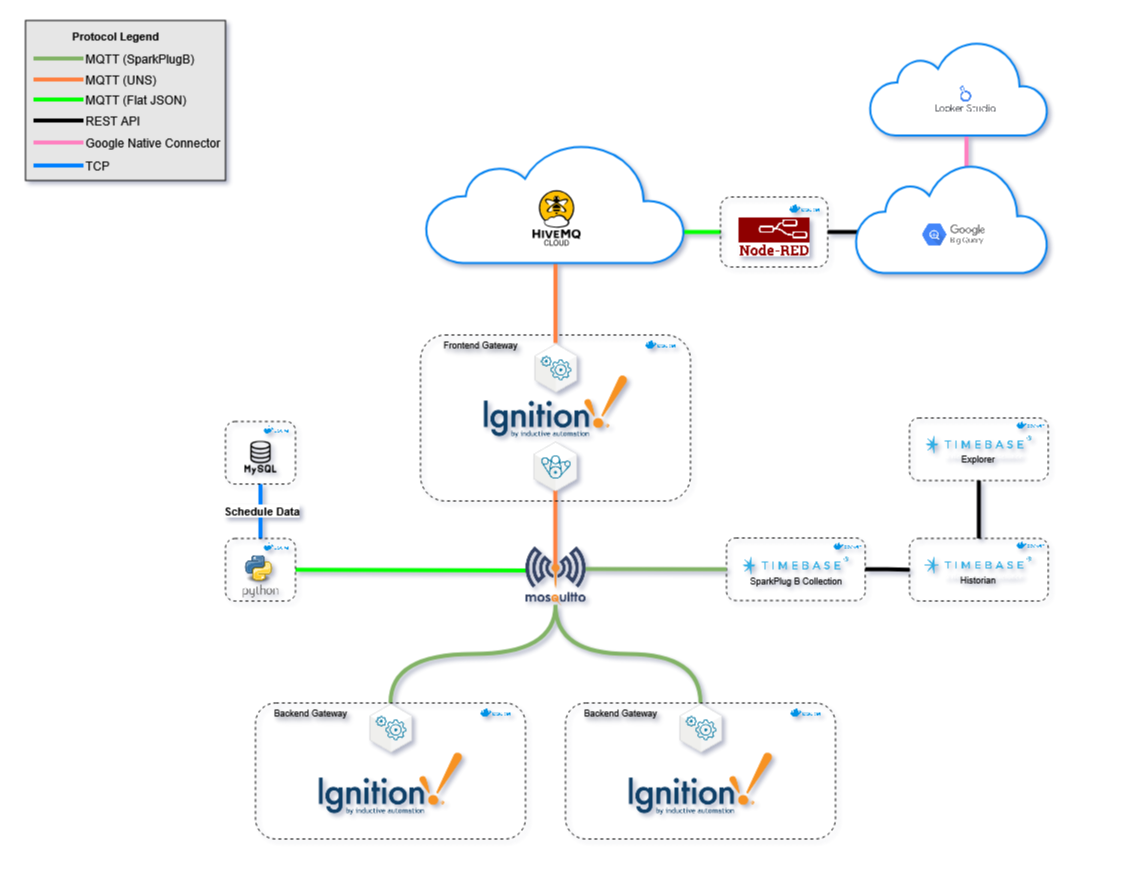 Protocol Legend
MQTT (SparkPlugB)
MQTT (UNS)
MQTT (Flat JSON)
REST API
Google Native Connector
TCP
Looker Studio
HIVEMQ
CLOUD
Node-RED
Google
Big Query
Frontend Gateway
Ignition
by inductive automation
MySQL
Schedule Data
python
mosquitto
TIMEBASE
Explorer
TIMEBASE
SparkPlug B Collection
TIMEBASE
Historian
Backend Gateway
Ignition
by inductive automation
Backend Gateway
Ignition
by inductive automation